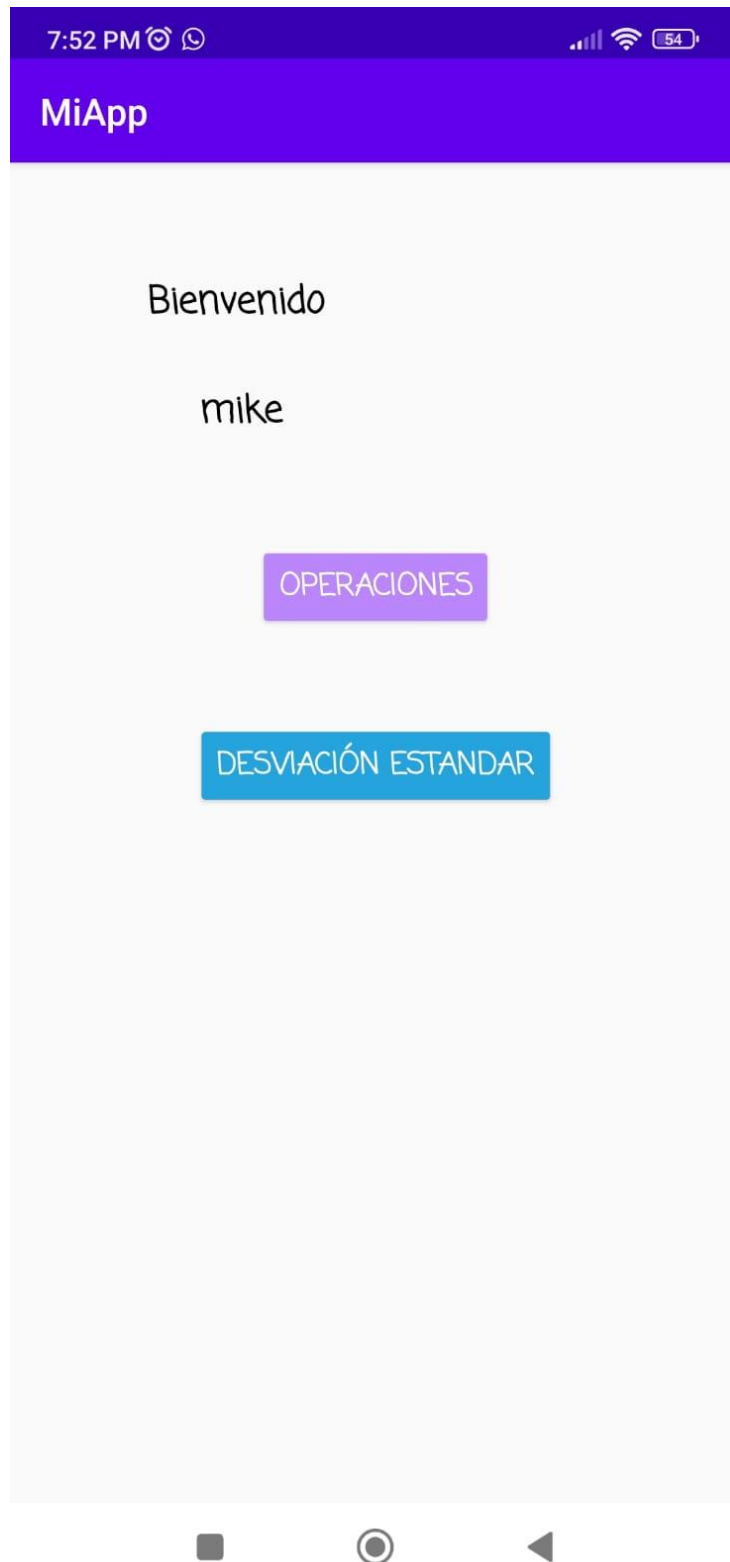 7:52 PM 54
MiApp
Bienvenido
mike
OPERACIONES
DESVIACIÓN ESTANDAR